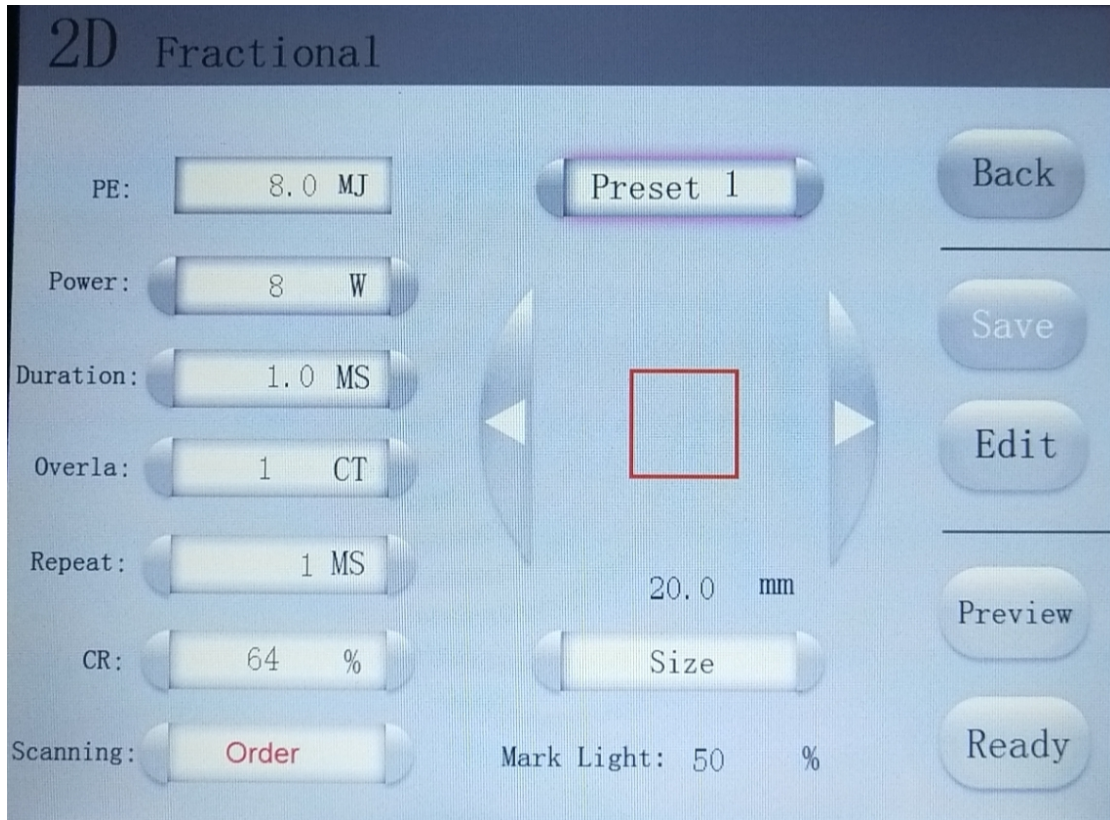 2D Fractional
PE: 8.0 MJ
Power: 8 W
Duration: 1.0 MS
Overla: 1 CT
Repeat: 1 MS
CR: 64 %
Scanning: Order
Preset 1
20.0 mm
Size
Mark Light: 50 %
Back
Save
Edit
Preview
Ready